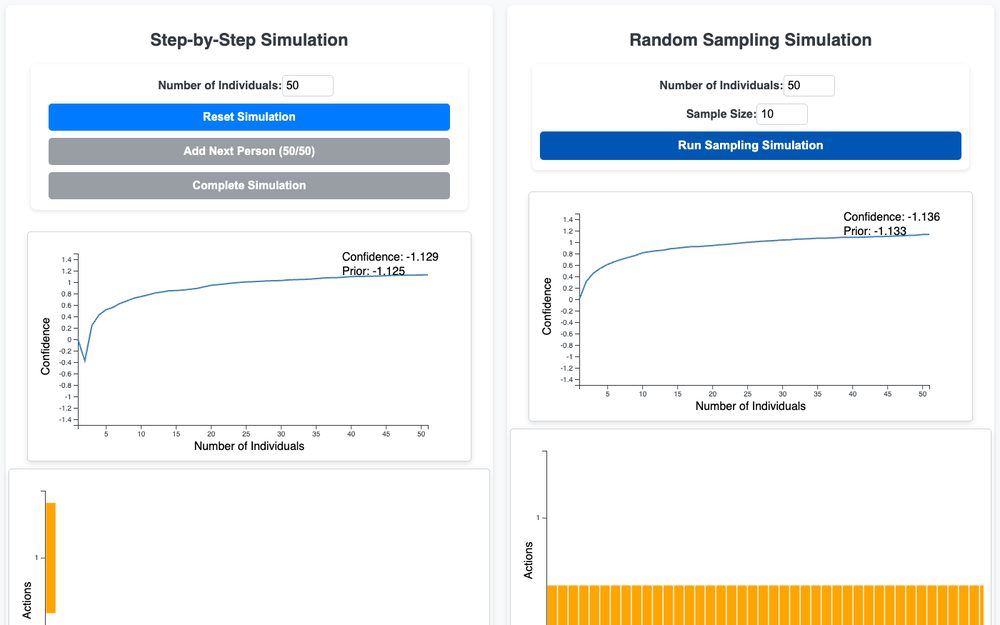 Step-by-Step Simulation
Number of Individuals: 50
Reset Simulation
Add Next Person (50/50)
Complete Simulation
Confidence: -1.129
Prior: -1.125
1.4
1.2
1
0.8
0.6
0.4
0.2
0
-0.2
-0.4
-0.6
-0.8
-1
-1.2
-1.4
Confidence
5 10 15 20 25 30 35 40 45 50
Number of Individuals
1
Actions
Random Sampling Simulation
Number of Individuals: 50
Sample Size: 10
Run Sampling Simulation
Confidence: -1.136
Prior: -1.133
1.4
1.2
1
0.8
0.6
0.4
0.2
0
-0.2
-0.4
-0.6
-0.8
-1
-1.2
-1.4
Confidence
5 10 15 20 25 30 35 40 45 50
Number of Individuals
1
Actions